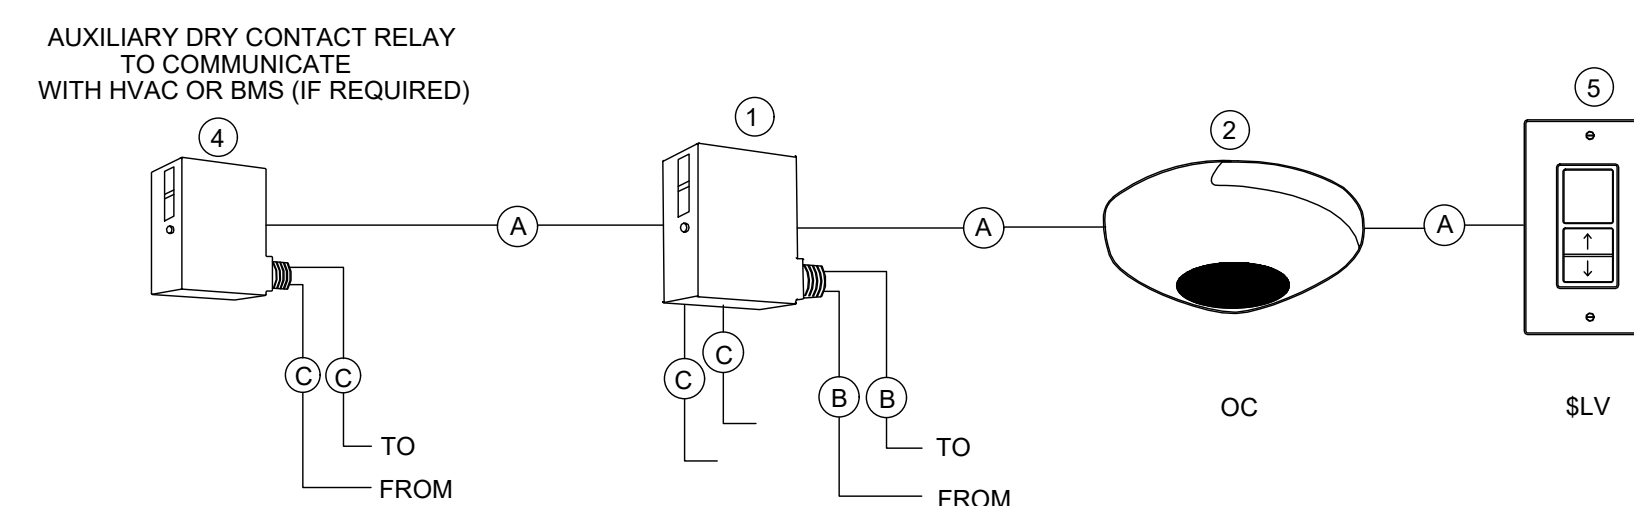 AUXILIARY DRY CONTACT RELAY
TO COMMUNICATE
WITH HVAC OR BMS (IF REQUIRED)
4
1
2
5
A
A
A
C
C
C
C
B
B
OC
$LV
TO
FROM
TO
FROM